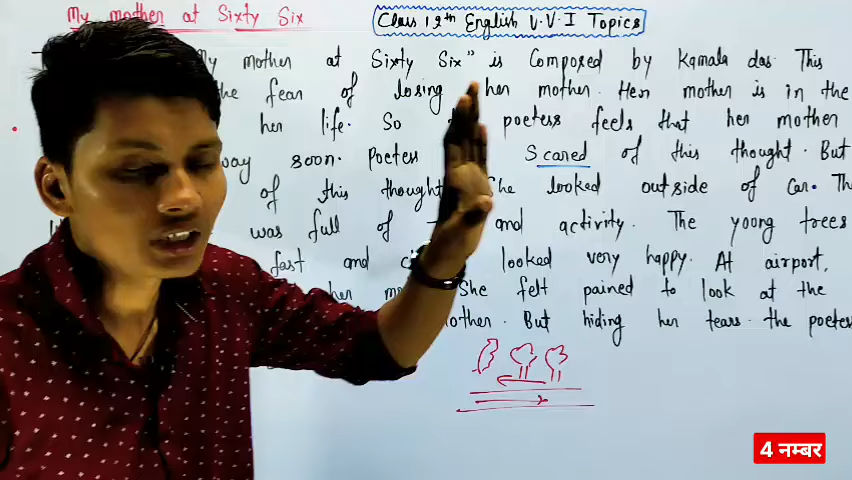 My mother at Sixty Six
Class 12th English V.V.I Topics
My mother at Sixty Six" is Composed by Kamala das. This
the fear of losing her mother. Her mother is in the
her life. So poetess feels that her mother
way soon. Poetess Scared of this thought. But
of this thought. She looked outside of car. Th
was full of and activity. The yoong trees
fast and looked very happy. At airport,
her mo She felt pained to look at the
mother. But hiding her tears. the poetess
4 नम्बर